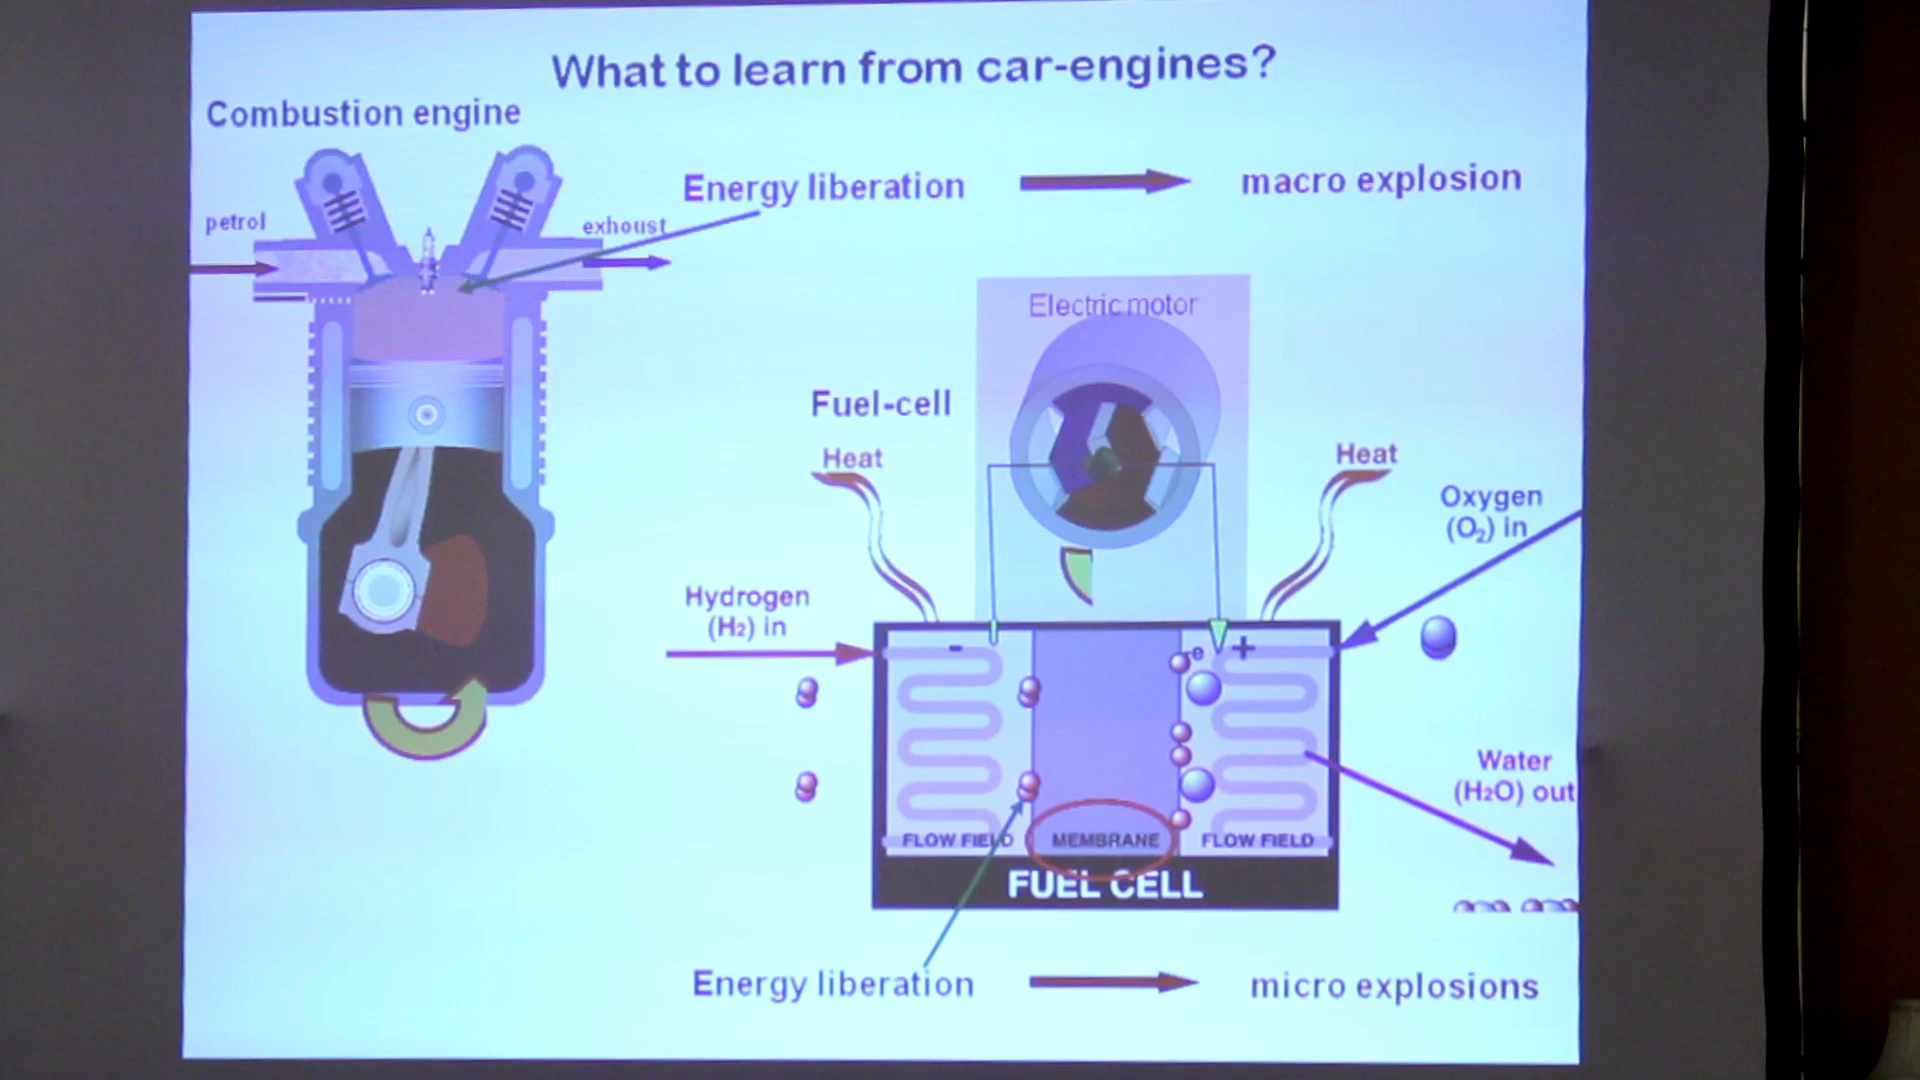 What to learn from car-engines?
Combustion engine
Energy liberation
macro explosion
petrol
exhoust
Electric motor
Fuel-cell
Heat
Heat
Oxygen
(O₂) in
Hydrogen
(H₂) in
-
-e
+
Water
(H₂O) out
FLOW FIELD
MEMBRANE
FLOW FIELD
FUEL CELL
Energy liberation
micro explosions